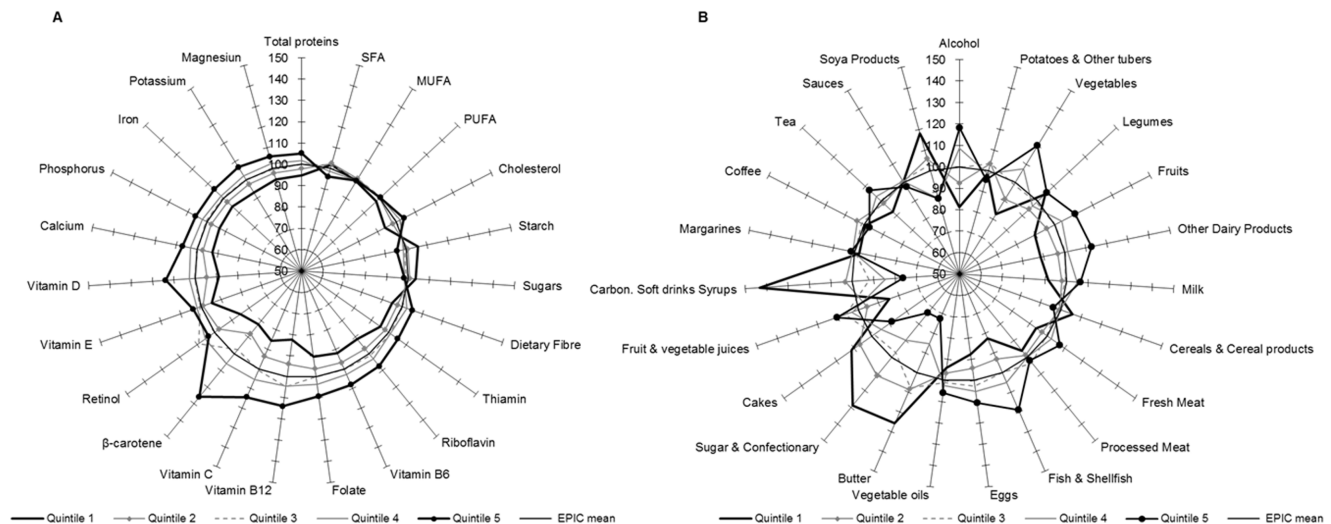 A
Total proteins
SFA
MUFA
PUFA
Cholesterol
Starch
Sugars
Dietary Fibre
Thiamin
Riboflavin
Vitamin B6
Folate
Vitamin B12
Vitamin C
β-carotene
Retinol
Vitamin E
Vitamin D
Calcium
Phosphorus
Iron
Potassium
Magnesiun
150
140
130
120
110
100
90
80
70
60
50
Quintile 1
Quintile 2
Quintile 3
Quintile 4
Quintile 5
EPIC mean
B
Alcohol
Potatoes & Other tubers
Vegetables
Legumes
Fruits
Other Dairy Products
Milk
Cereals & Cereal products
Fresh Meat
Processed Meat
Fish & Shellfish
Eggs
Vegetable oils
Butter
Sugar & Confectionary
Cakes
Fruit & vegetable juices
Carbon. Soft drinks Syrups
Margarines
Coffee
Tea
Sauces
Soya Products
150
140
130
120
110
100
90
80
70
60
50
Quintile 1
Quintile 2
Quintile 3
Quintile 4
Quintile 5
EPIC mean